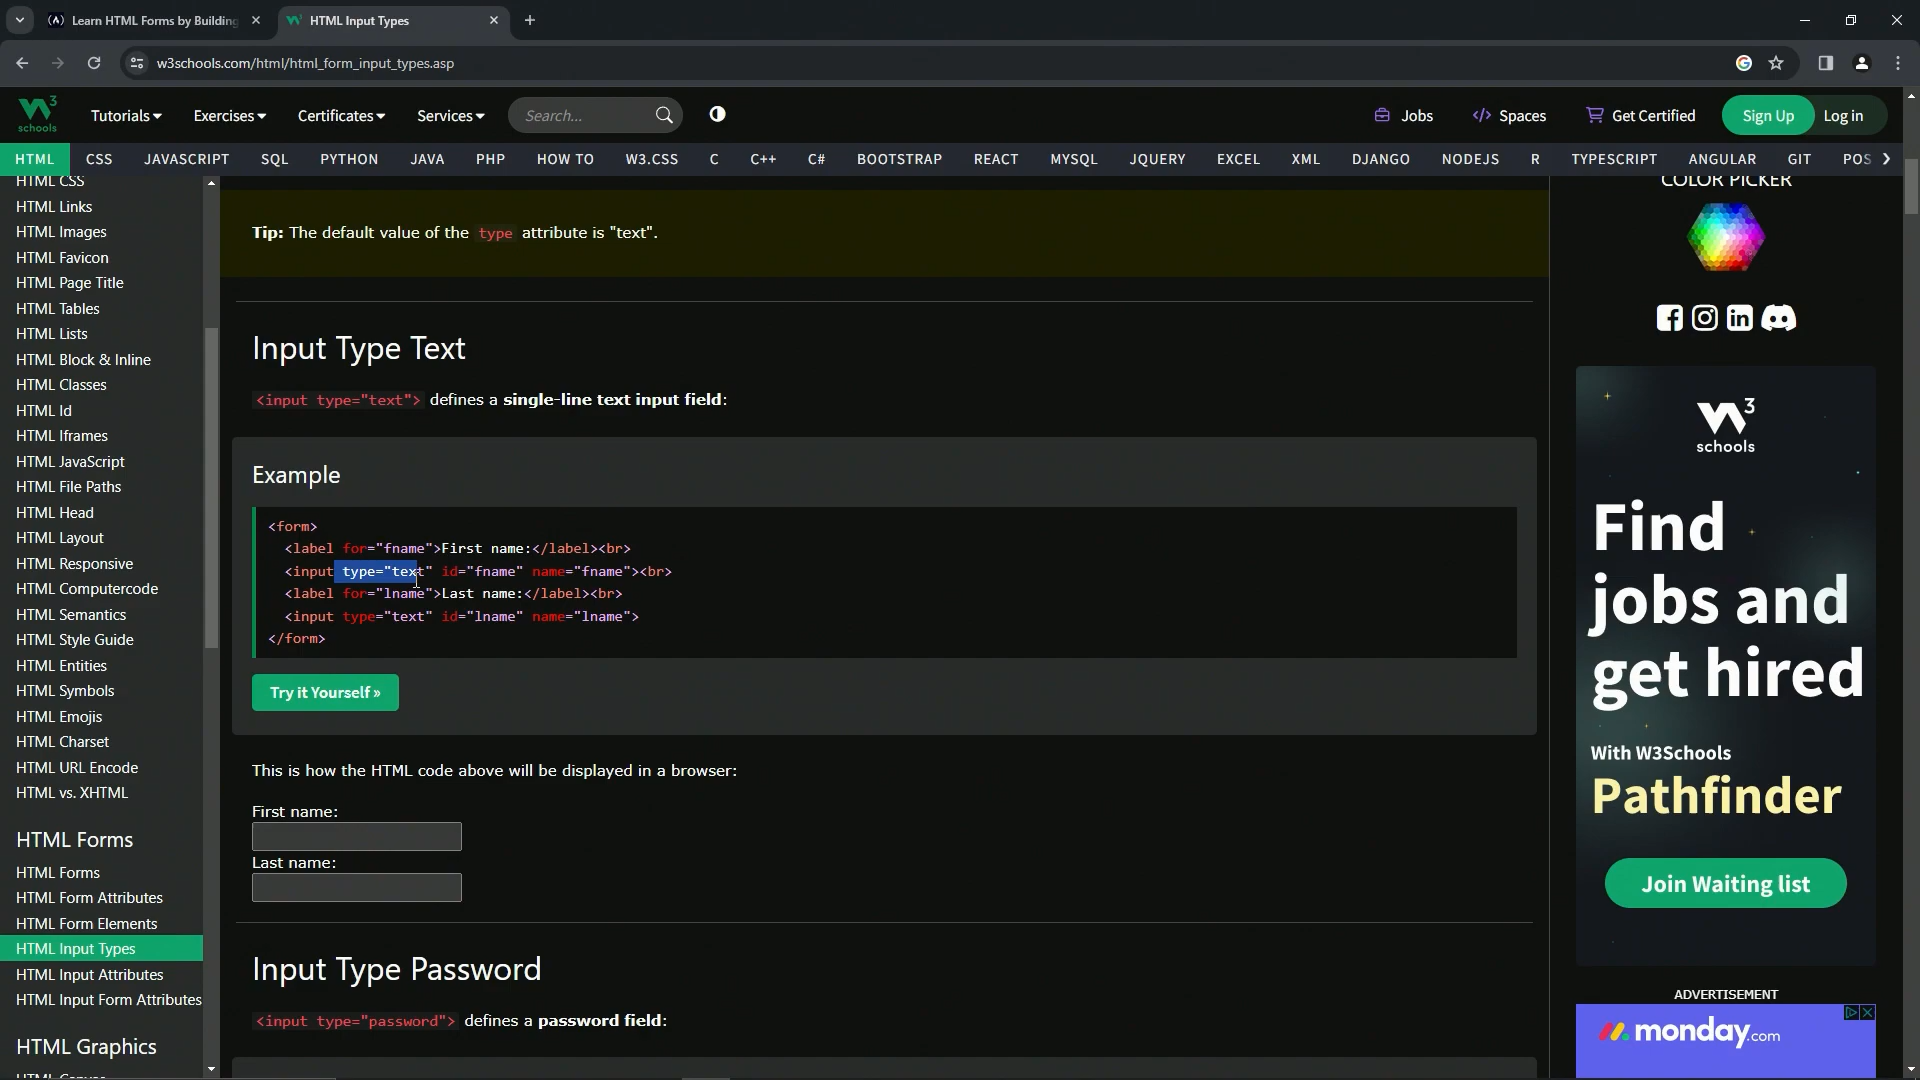 Learn HTML Forms by Building
HTML Input Types
w3schools.com/html/html_form_input_types.asp
W3
schools
Tutorials
Exercises
Certificates
Services
Search...
Jobs
</> Spaces
Get Certified
Sign Up
Log in
HTML CSS JAVASCRIPT SQL PYTHON JAVA PHP HOW TO W3.CSS C C++ C# BOOTSTRAP REACT MYSQL JQUERY EXCEL XML DJANGO NODEJS R TYPESCRIPT ANGULAR GIT POS
HTML CSS
HTML Links
HTML Images
HTML Favicon
HTML Page Title
HTML Tables
HTML Lists
HTML Block & Inline
HTML Classes
HTML Id
HTML Iframes
HTML JavaScript
HTML File Paths
HTML Head
HTML Layout
HTML Responsive
HTML Computercode
HTML Semantics
HTML Style Guide
HTML Entities
HTML Symbols
HTML Emojis
HTML Charset
HTML URL Encode
HTML vs. XHTML
HTML Forms
HTML Forms
HTML Form Attributes
HTML Form Elements
HTML Input Types
HTML Input Attributes
HTML Input Form Attributes
HTML Graphics
HTML Canvas
Tip: The default value of the type attribute is "text".
Input Type Text
<input type="text"> defines a single-line text input field:
Example
<form>
<label for="fname">First name:</label><br>
<input type="text" id="fname" name="fname"><br>
<label for="lname">Last name:</label><br>
<input type="text" id="lname" name="lname">
</form>
Try it Yourself »
This is how the HTML code above will be displayed in a browser:
First name:
Last name:
Input Type Password
<input type="password"> defines a password field:
COLOR PICKER
W3
schools
Find
jobs and
get hired
With W3Schools
Pathfinder
Join Waiting list
ADVERTISEMENT
monday.com